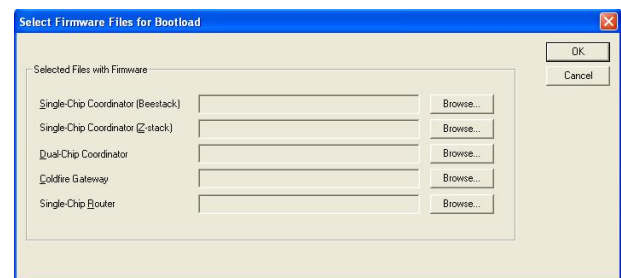 Select Firmware Files for Bootload
OK
Cancel
Selected Files with Firmware
Single-Chip Coordinator (Beestack) Browse...
Single-Chip Coordinator (Z-stack) Browse...
Dual-Chip Coordinator Browse...
Coldfire Gateway Browse...
Single-Chip Router Browse...